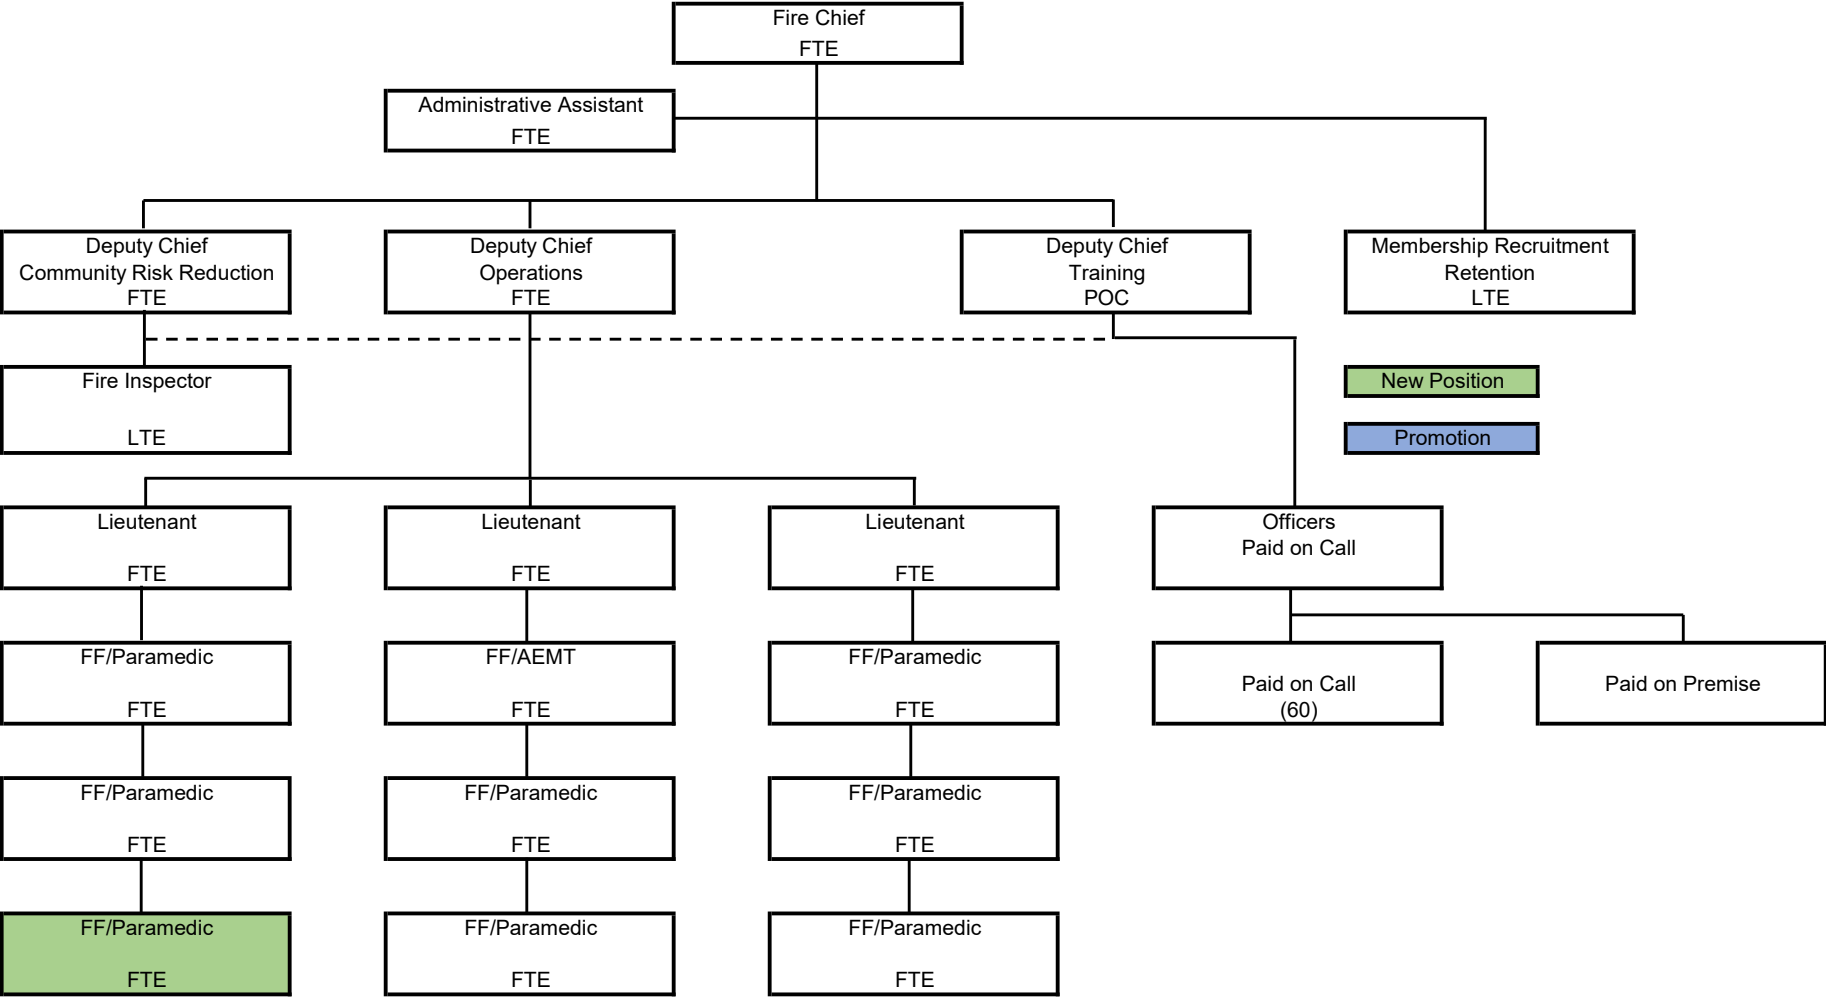 Fire Chief
FTE
Administrative Assistant
FTE
Deputy Chief
Community Risk Reduction
FTE
Deputy Chief
Operations
FTE
Deputy Chief
Training
POC
Membership Recruitment
Retention
LTE
Fire Inspector
LTE
New Position
Promotion
Lieutenant
FTE
Lieutenant
FTE
Lieutenant
FTE
Officers
Paid on Call
FF/Paramedic
FTE
FF/AEMT
FTE
FF/Paramedic
FTE
Paid on Call
(60)
Paid on Premise
FF/Paramedic
FTE
FF/Paramedic
FTE
FF/Paramedic
FTE
FF/Paramedic
FTE
FF/Paramedic
FTE
FF/Paramedic
FTE